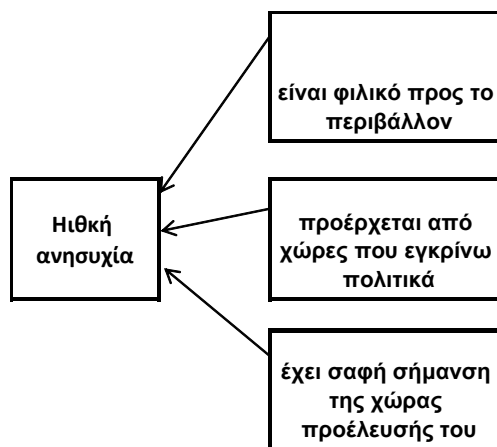 είναι φιλικό προς το
περιβάλλον
Ηιθκή
ανησυχία
προέρχεται από
χώρες που εγκρίνω
πολιτικά
έχει σαφή σήμανση
της χώρας
προέλευσής του